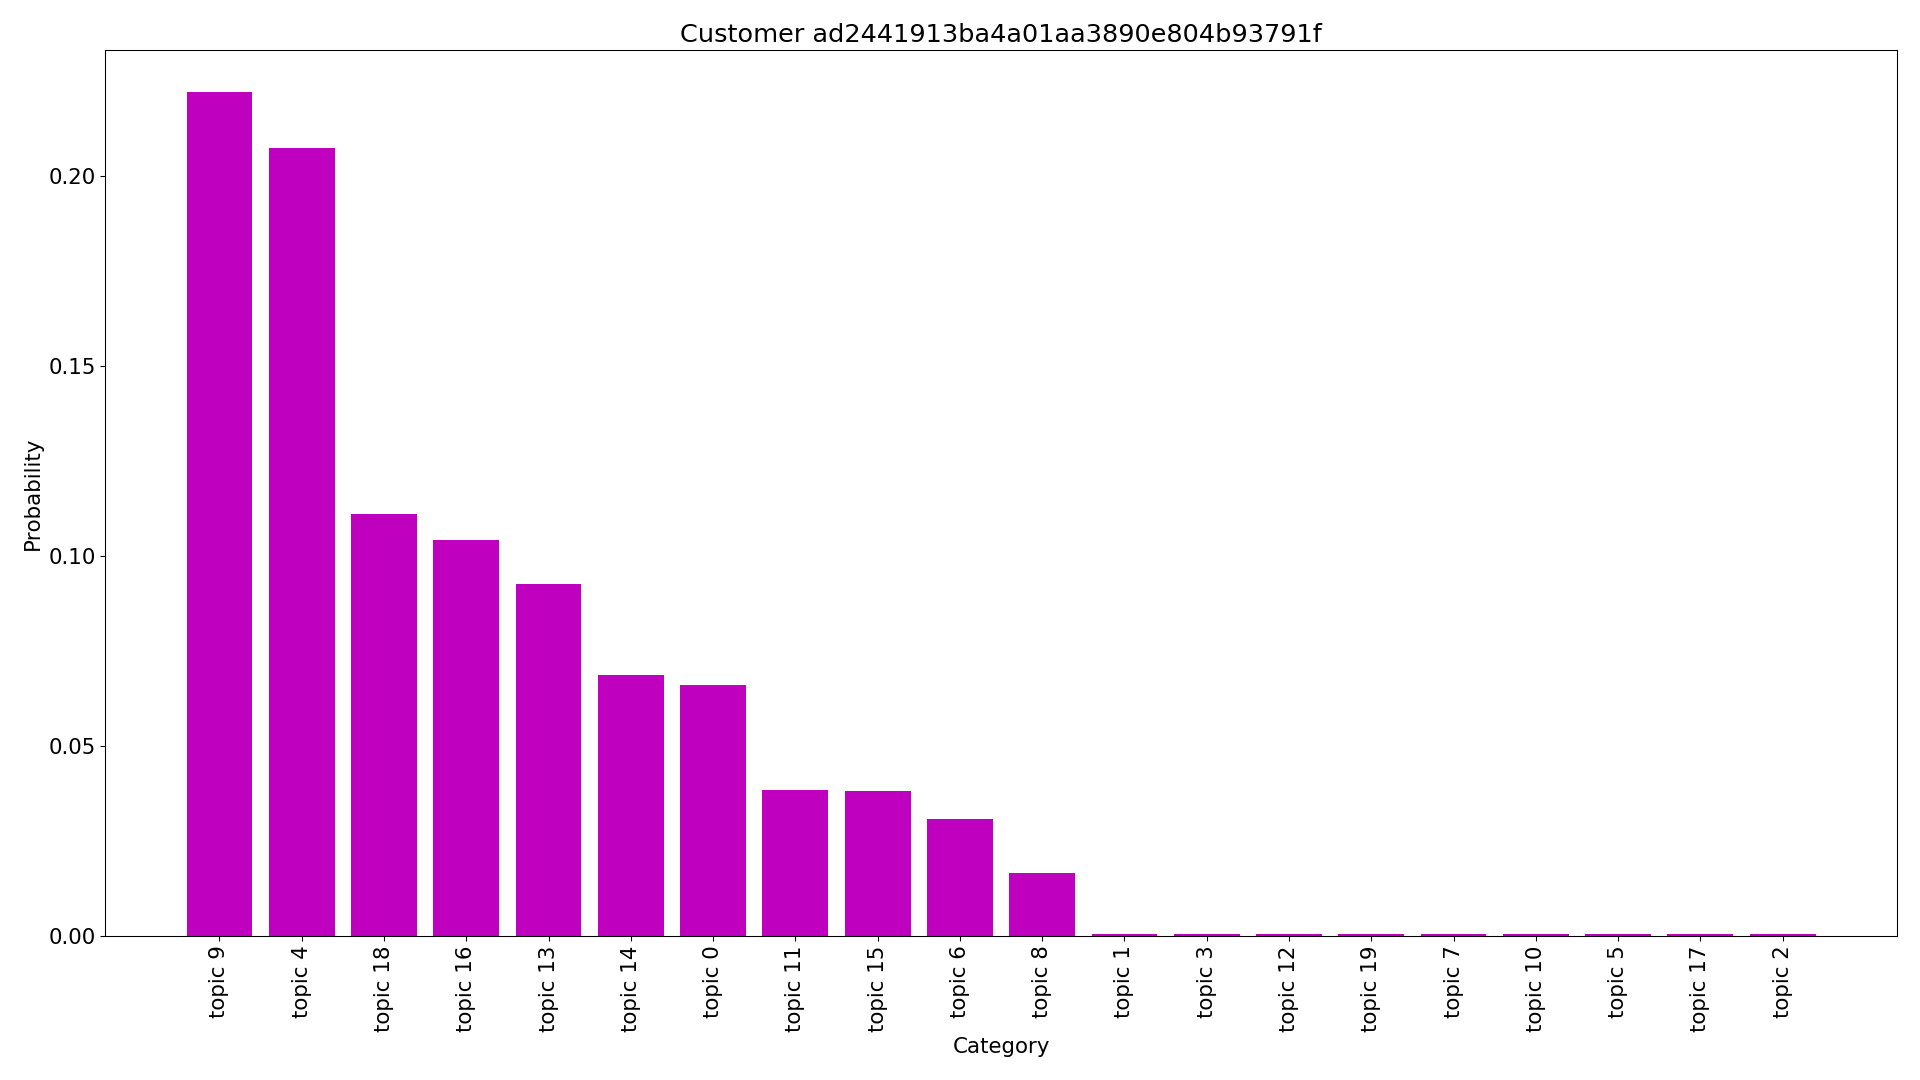 Customer ad2441913ba4a01aa3890e804b93791f
Probability
0.20
0.15
0.10
0.05
0.00
topic 9
topic 4
topic 18
topic 16
topic 13
topic 14
topic 0
topic 11
topic 15
topic 6
topic 8
topic 1
topic 3
topic 12
topic 19
topic 7
topic 10
topic 5
topic 17
topic 2
Category